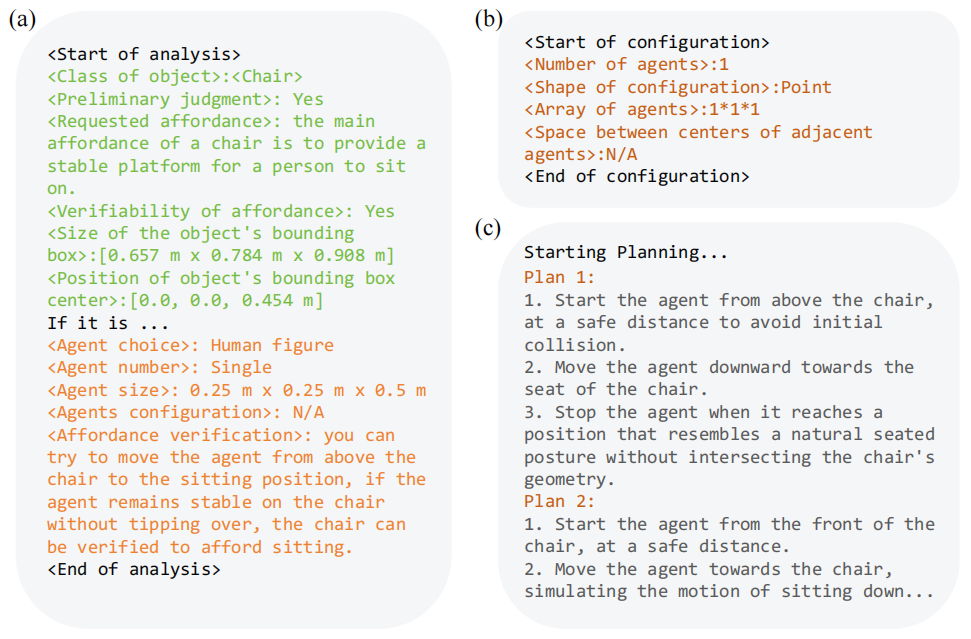 (a)
<Start of analysis>
<Class of object>:<Chair>
<Preliminary judgment>: Yes
<Requested affordance>: the main
affordance of a chair is to provide a
stable platform for a person to sit
on.
<Verifiability of affordance>: Yes
<Size of the object's bounding
box>:[0.657 m x 0.784 m x 0.908 m]
<Position of object's bounding box
center>:[0.0, 0.0, 0.454 m]
If it is ...
<Agent choice>: Human figure
<Agent number>: Single
<Agent size>: 0.25 m x 0.25 m x 0.5 m
<Agents configuration>: N/A
<Affordance verification>: you can
try to move the agent from above the
chair to the sitting position, if the
agent remains stable on the chair
without tipping over, the chair can
be verified to afford sitting.
<End of analysis>
(b)
<Start of configuration>
<Number of agents>:1
<Shape of configuration>:Point
<Array of agents>:1*1*1
<Space between centers of adjacent
agents>:N/A
<End of configuration>
(c)
Starting Planning...
Plan 1:
1. Start the agent from above the chair,
at a safe distance to avoid initial
collision.
2. Move the agent downward towards the
seat of the chair.
3. Stop the agent when it reaches a
position that resembles a natural seated
posture without intersecting the chair's
geometry.
Plan 2:
1. Start the agent from the front of the
chair, at a safe distance.
2. Move the agent towards the chair,
simulating the motion of sitting down...